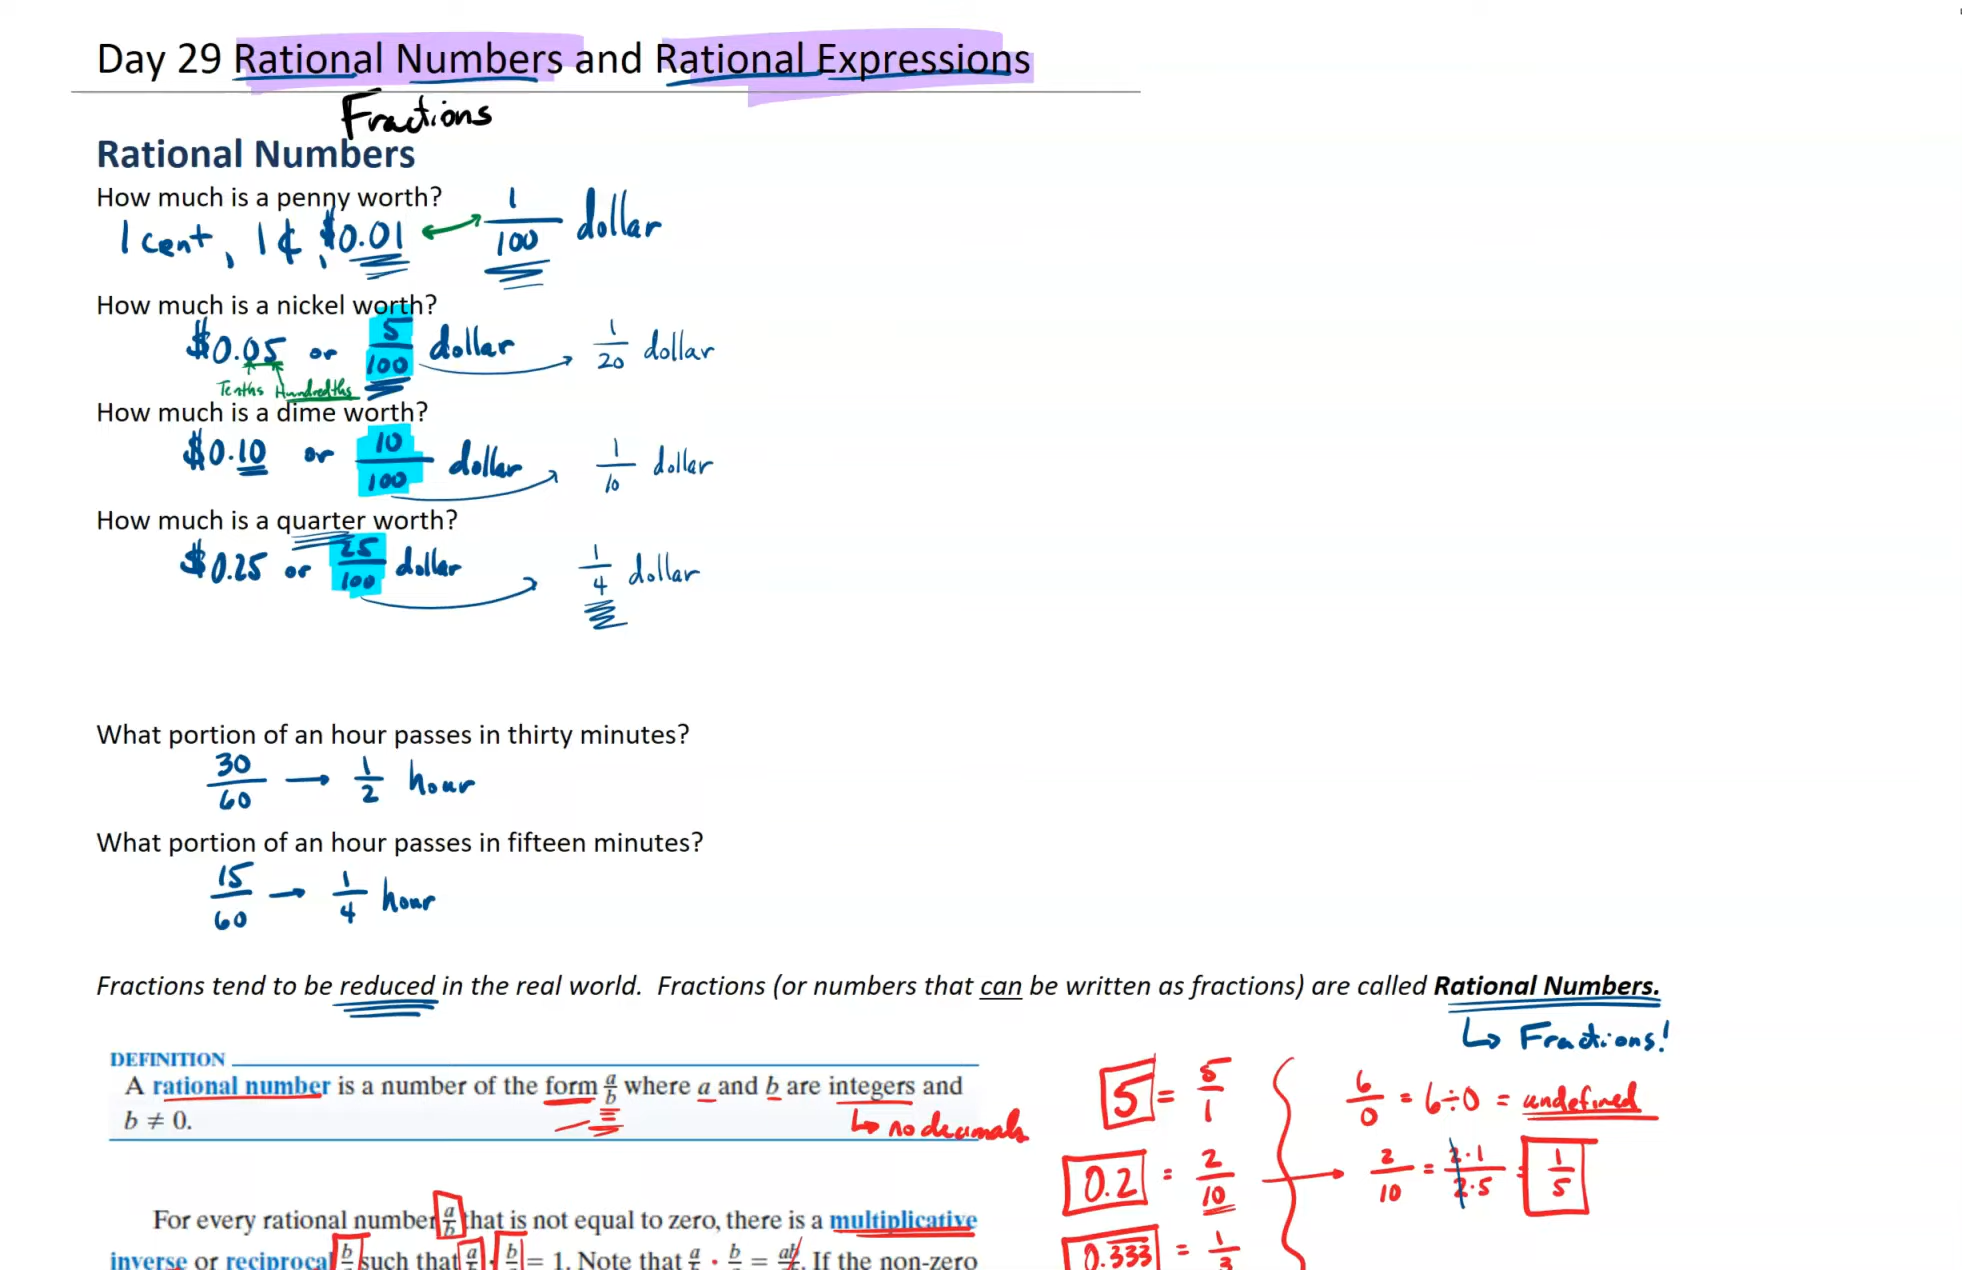 Day 29 Rational Numbers and Rational Expressions
Fractions
Rational Numbers
How much is a penny worth?
1 cent, 1¢, $0.01 ↔ 1/100 dollar
How much is a nickel worth?
$0.05 or 5/100 dollar → 1/20 dollar
Tenths Hundredths
How much is a dime worth?
$0.10 or 10/100 dollar → 1/10 dollar
How much is a quarter worth?
$0.25 or 25/100 dollar → 1/4 dollar
What portion of an hour passes in thirty minutes?
30/60 → 1/2 hour
What portion of an hour passes in fifteen minutes?
15/60 → 1/4 hour
Fractions tend to be reduced in the real world. Fractions (or numbers that can be written as fractions) are called Rational Numbers.
↳ Fractions!
DEFINITION
A rational number is a number of the form a/b where a and b are integers and
b ≠ 0.
↳ no decimals
5 = 5/1
6/0 = 6÷0 = undefined
0.2 = 2/10 → 2/10 = 2·1/2·5 = 1/5
0.333 = 1/3
For every rational number a/b that is not equal to zero, there is a multiplicative
inverse or reciprocal b/a such that a/b · b/a = 1. Note that a/b · b/a = ab/ab. If the non-zero